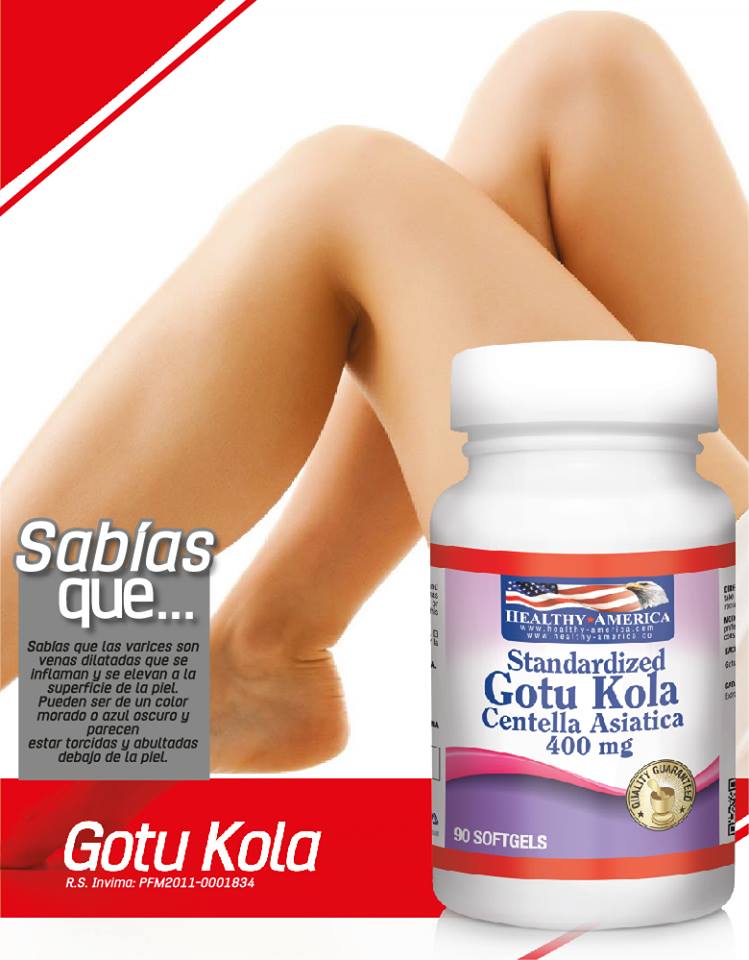 Sabías
que...
Sabías que las varices son
venas dilatadas que se
inflaman y se elevan a la
superficie de la piel.
Pueden ser de un color
morado o azul oscuro y
parecen
estar torcidas y abultadas
debajo de la piel.
HEALTHY AMERICA
www.healthy-america.com
www.healthy-america.co
Standardized
Gotu Kola
Centella Asiatica
400 mg
QUALITY GUARANTEED
90 SOFTGELS
Gotu Kola
R.S. Invima: PFM2011-0001834